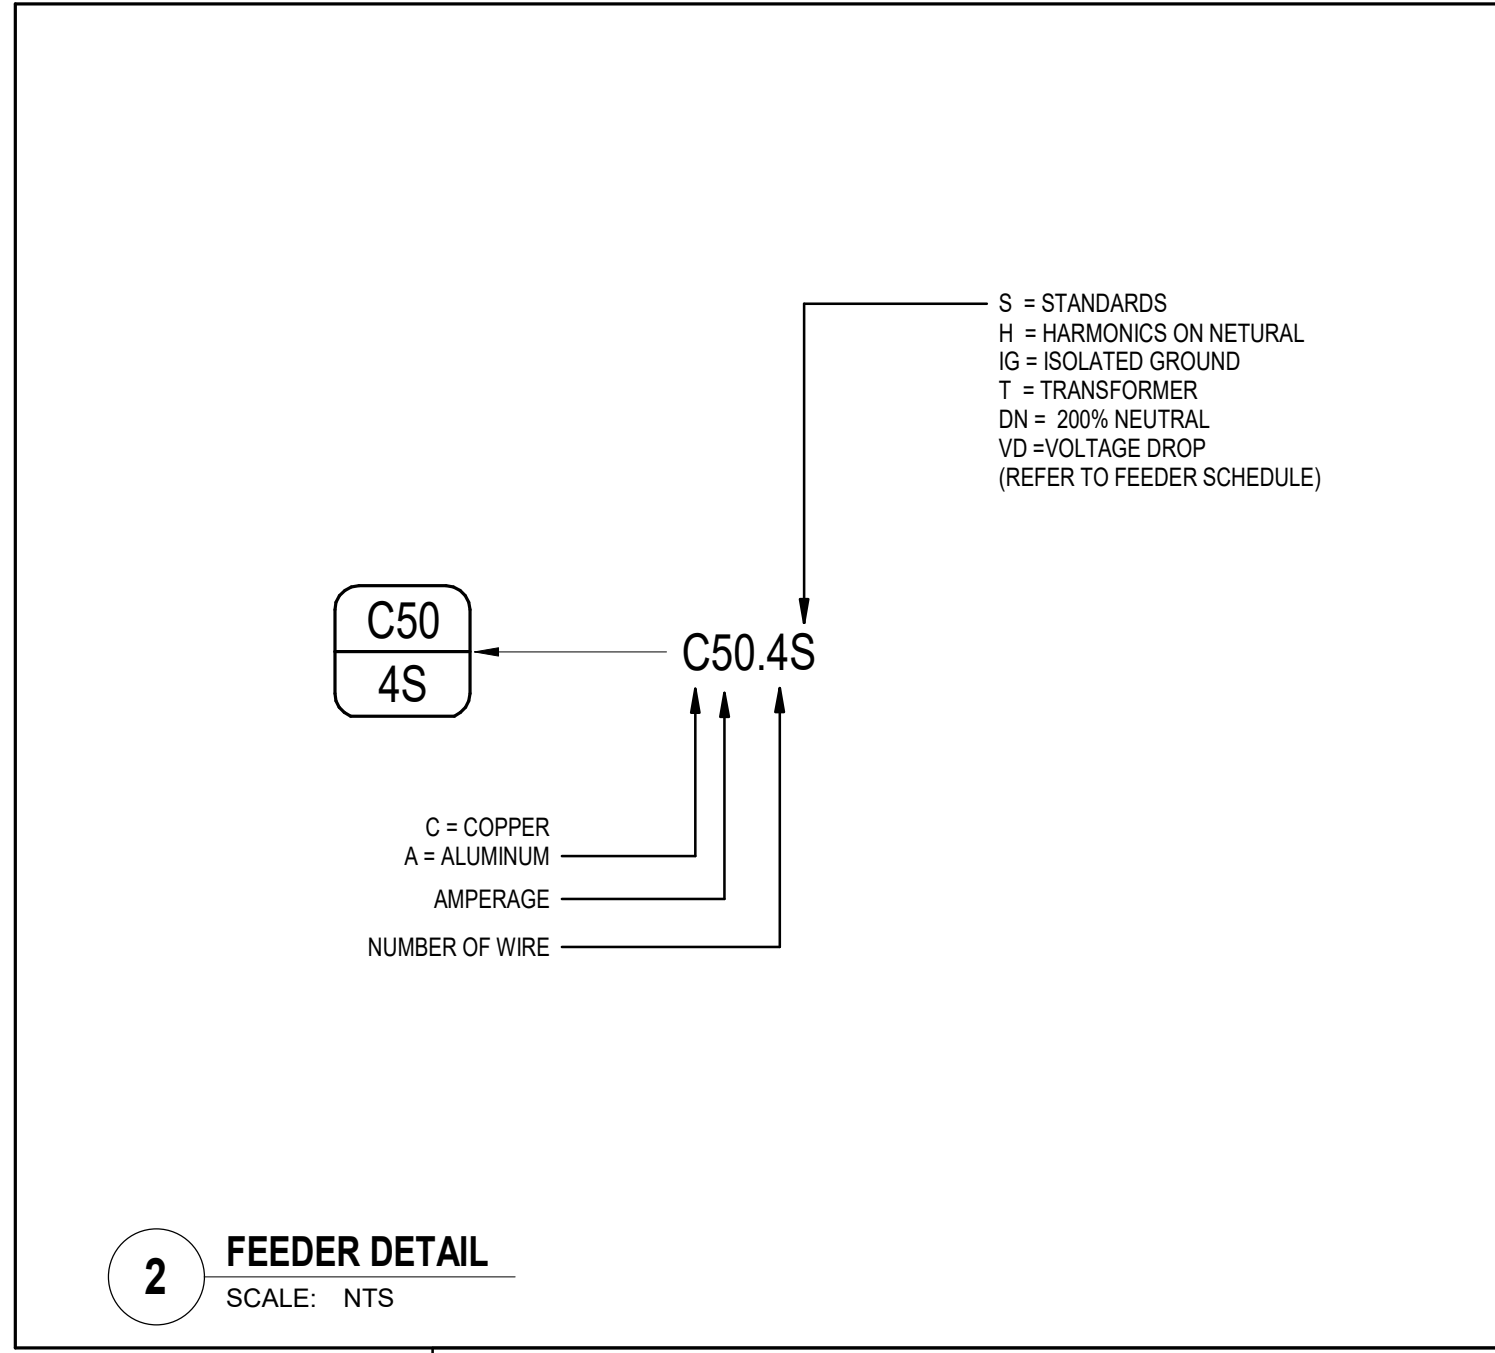 S = STANDARDS
H = HARMONICS ON NETURAL
IG = ISOLATED GROUND
T = TRANSFORMER
DN = 200% NEUTRAL
VD =VOLTAGE DROP
(REFER TO FEEDER SCHEDULE)
C50
4S
C50.4S
C = COPPER
A = ALUMINUM
AMPERAGE
NUMBER OF WIRE
2
FEEDER DETAIL
SCALE: NTS